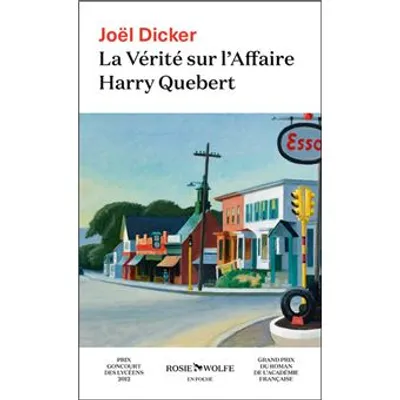 Joël Dicker
La Vérité sur l'Affaire
Harry Quebert
Esso
PRIX
GONCOURT
DES LYCÉENS
2012
ROSIE WOLFE
EN POCHE
GRAND PRIX
DU ROMAN
DE L'ACADÉMIE
FRANÇAISE